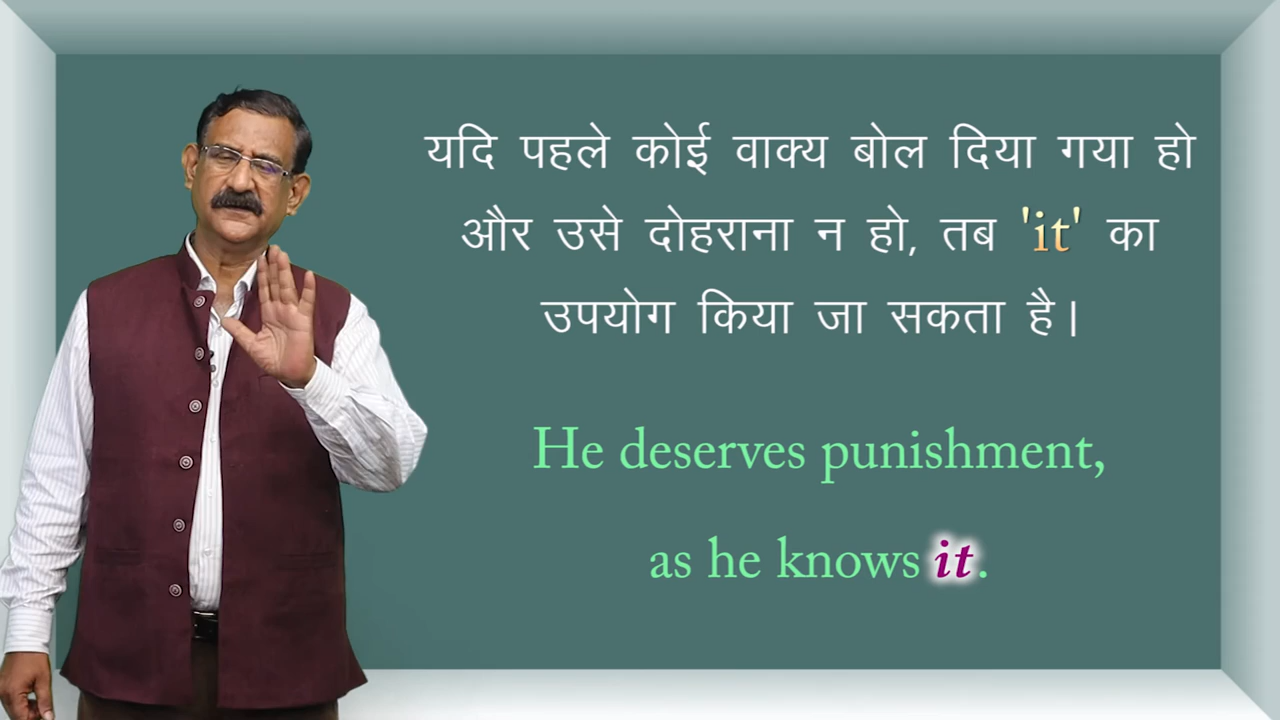 यदि पहले कोई वाक्य बोल दिया गया हो
और उसे दोहराना न हो, तब 'it' का
उपयोग किया जा सकता है।
He deserves punishment,
as he knows it.